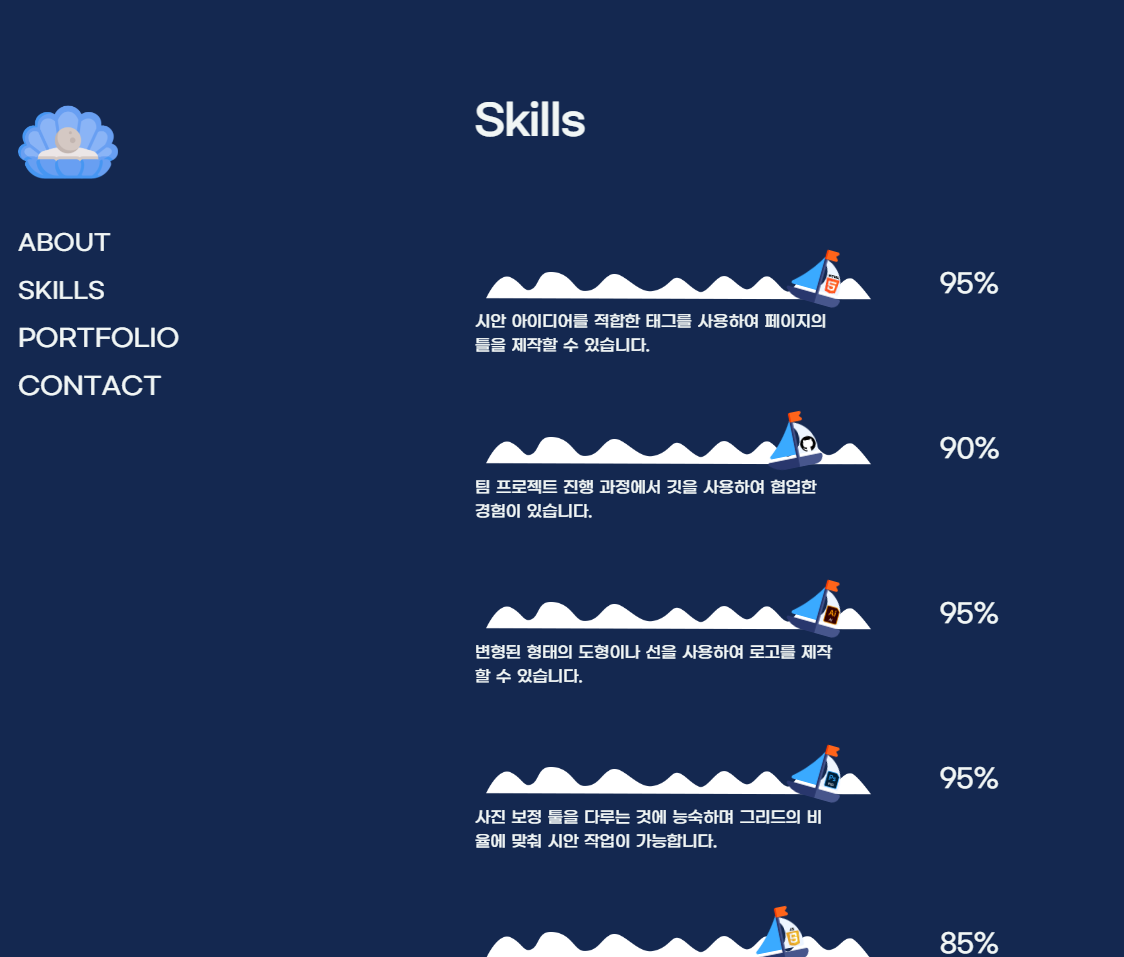 Skills
ABOUT
SKILLS
PORTFOLIO
CONTACT
95%
시안 아이디어를 적합한 태그를 사용하여 페이지의
틀을 제작할 수 있습니다.
90%
팀 프로젝트 진행 과정에서 깃을 사용하여 협업한
경험이 있습니다.
95%
변형된 형태의 도형이나 선을 사용하여 로고를 제작
할 수 있습니다.
95%
사진 보정 툴을 다루는 것에 능숙하며 그리드의 비
율에 맞춰 시안 작업이 가능합니다.
85%